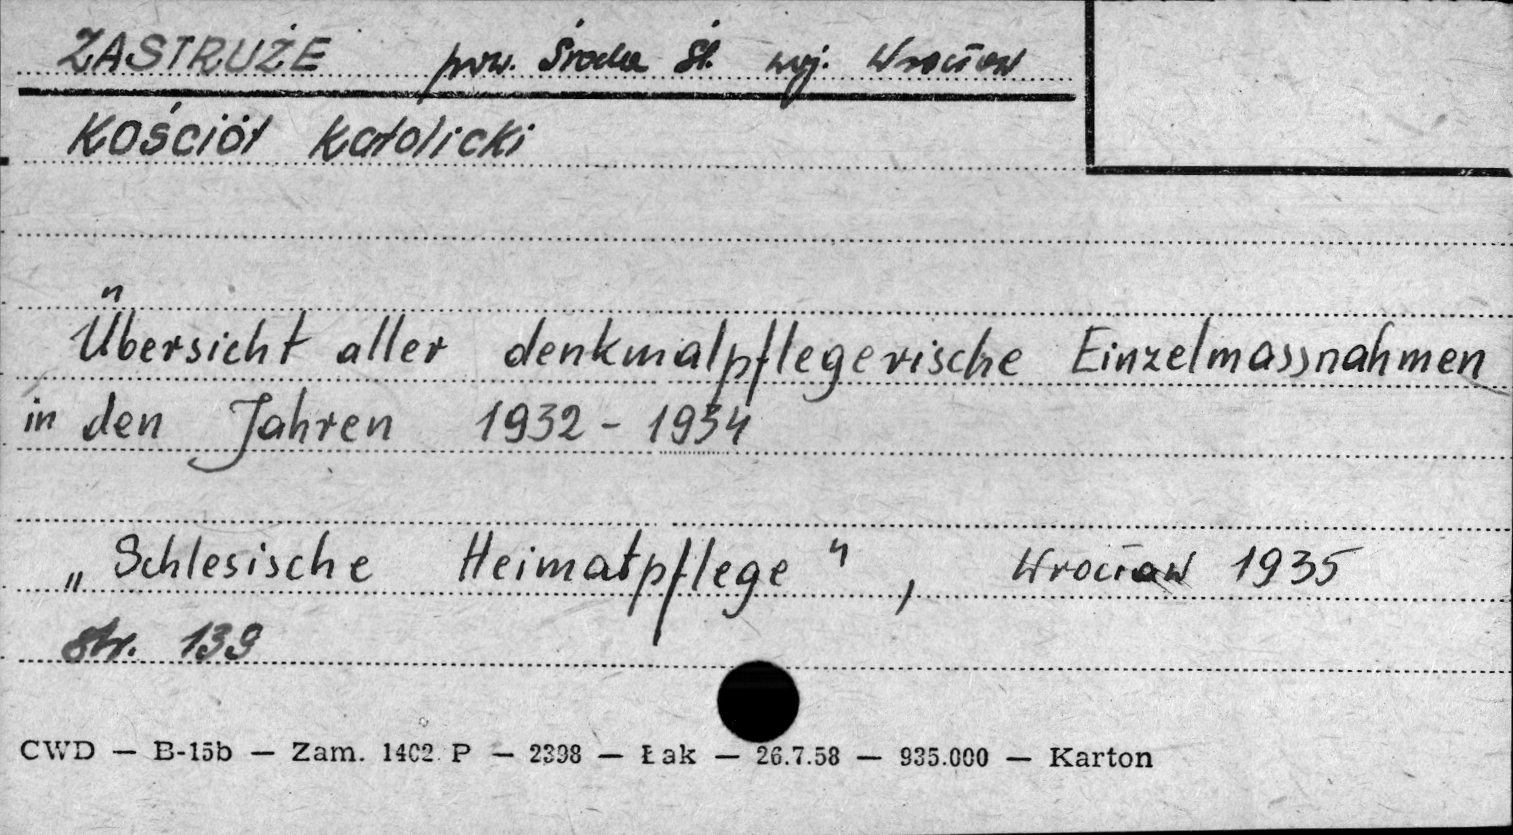 ZASTRUŻE pow. Środa Śl. woj. Wrocław
Kościół Katolicki
Übersicht aller denkmalpflegerische Einzelmassnahmen
in den Jahren 1932 - 1934
„Schlesische Heimatpflege", Wrocław 1935
str. 139
CWD — B-15b — Zam. 1402 P — 2398 — Łak — 26.7.58 — 935.000 — Karton